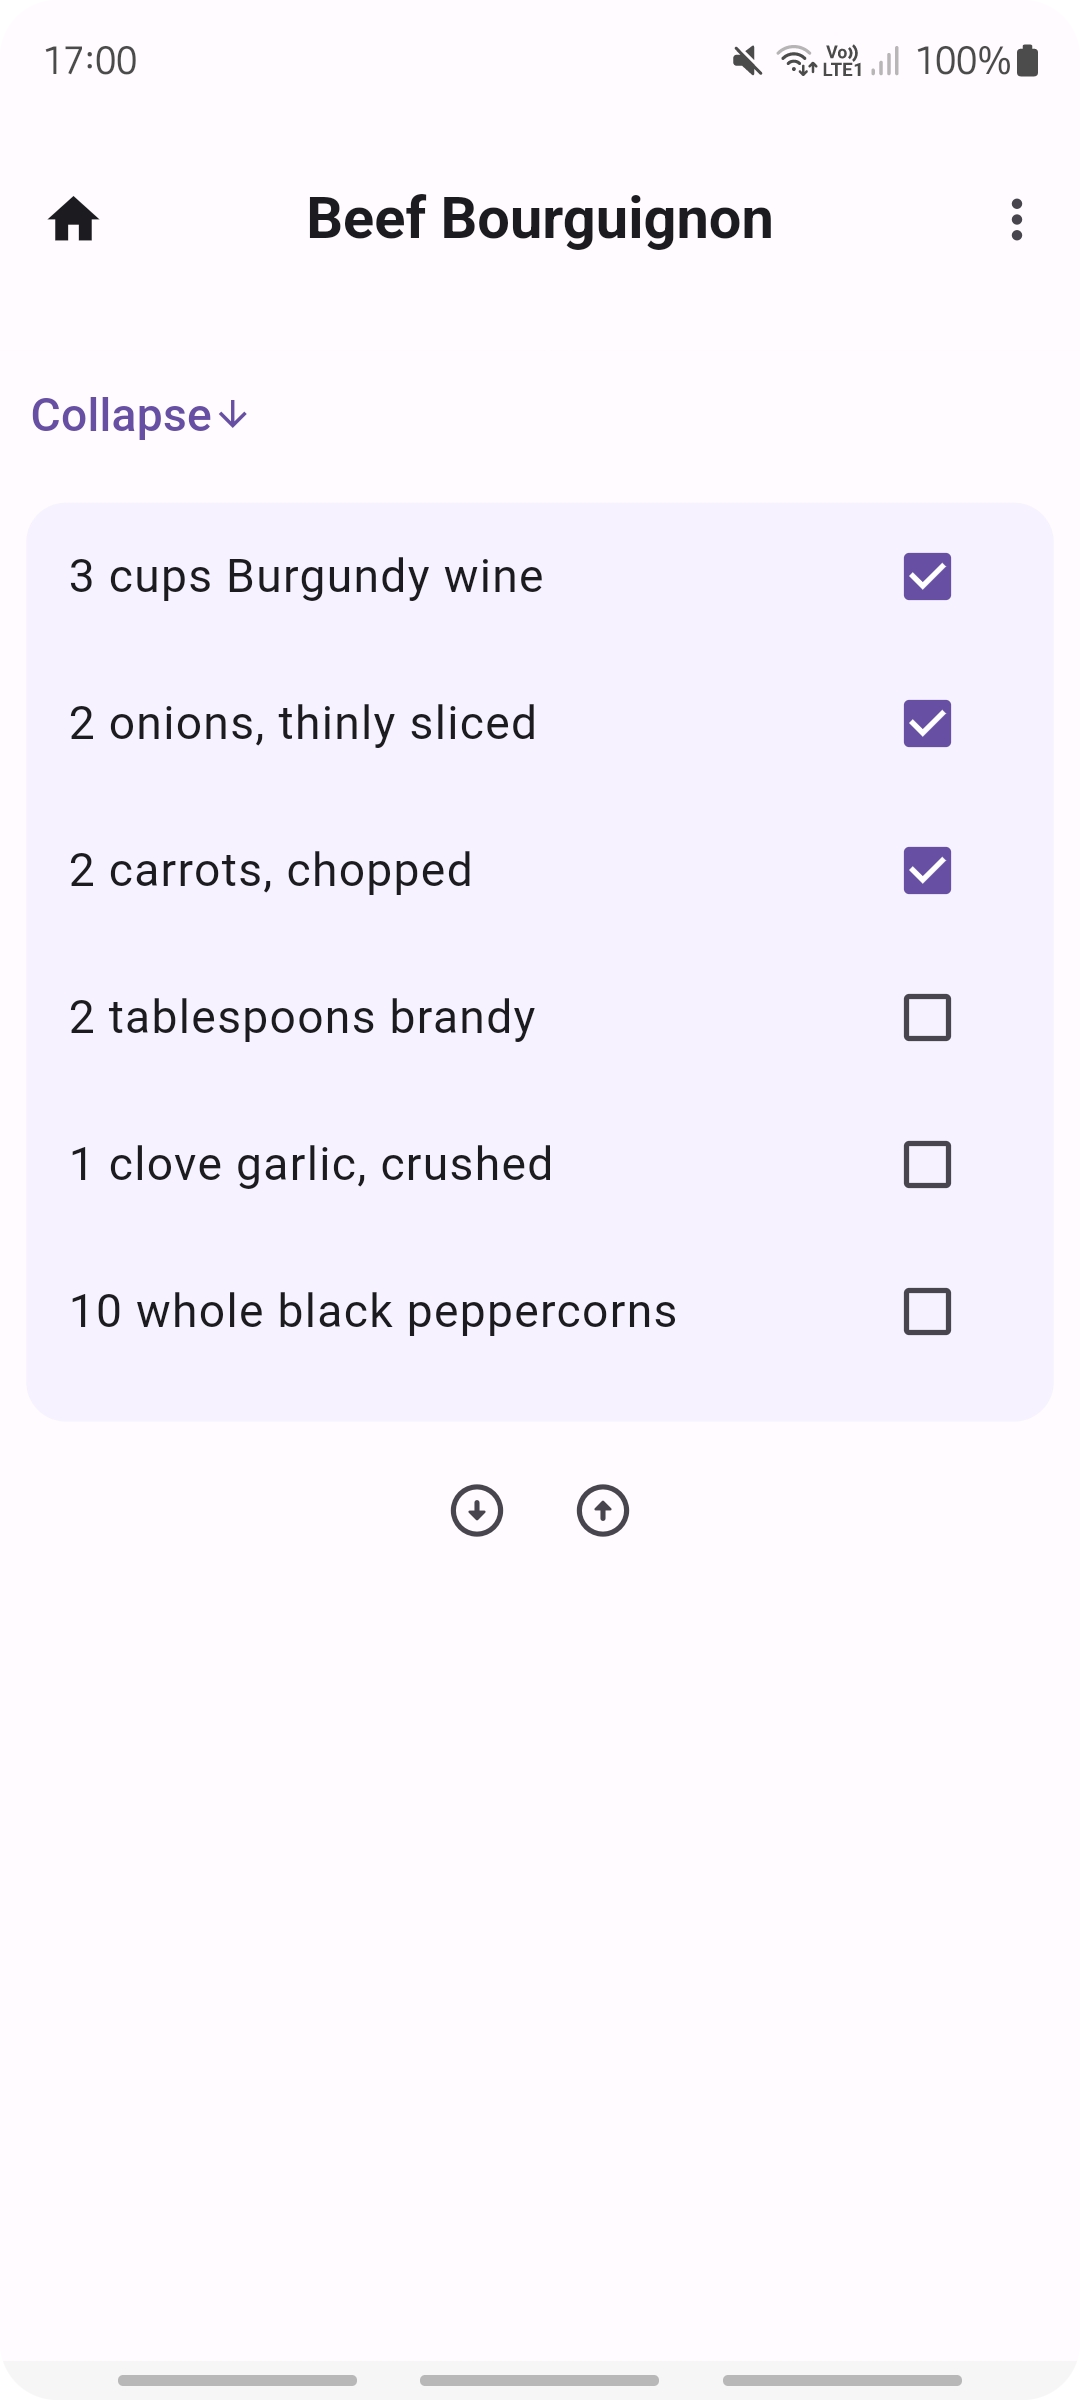 17:00
Vo)) LTE1 100%
Beef Bourguignon
Collapse
3 cups Burgundy wine
2 onions, thinly sliced
2 carrots, chopped
2 tablespoons brandy
1 clove garlic, crushed
10 whole black peppercorns